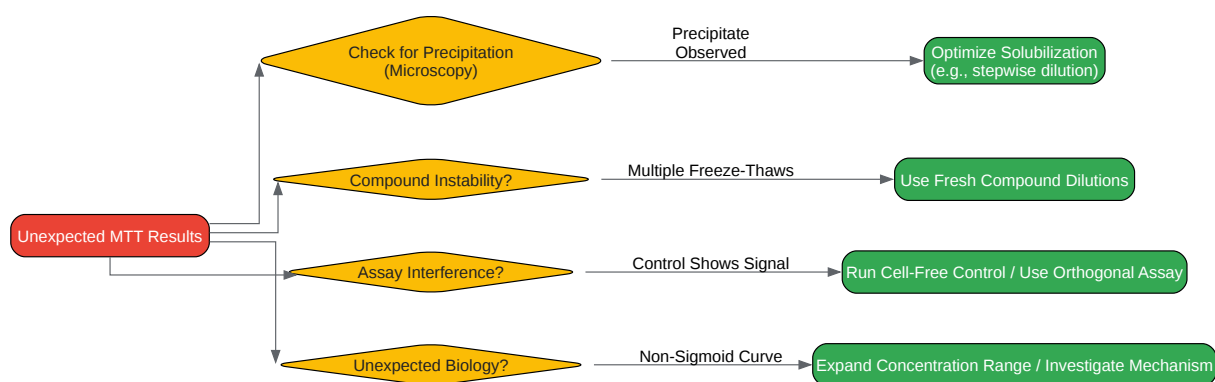 Unexpected MTT Results
Check for Precipitation
(Microscopy)
Precipitate
Observed
Optimize Solubilization
(e.g., stepwise dilution)
Compound Instability?
Multiple Freeze-Thaws
Use Fresh Compound Dilutions
Assay Interference?
Control Shows Signal
Run Cell-Free Control / Use Orthogonal Assay
Unexpected Biology?
Non-Sigmoid Curve
Expand Concentration Range / Investigate Mechanism